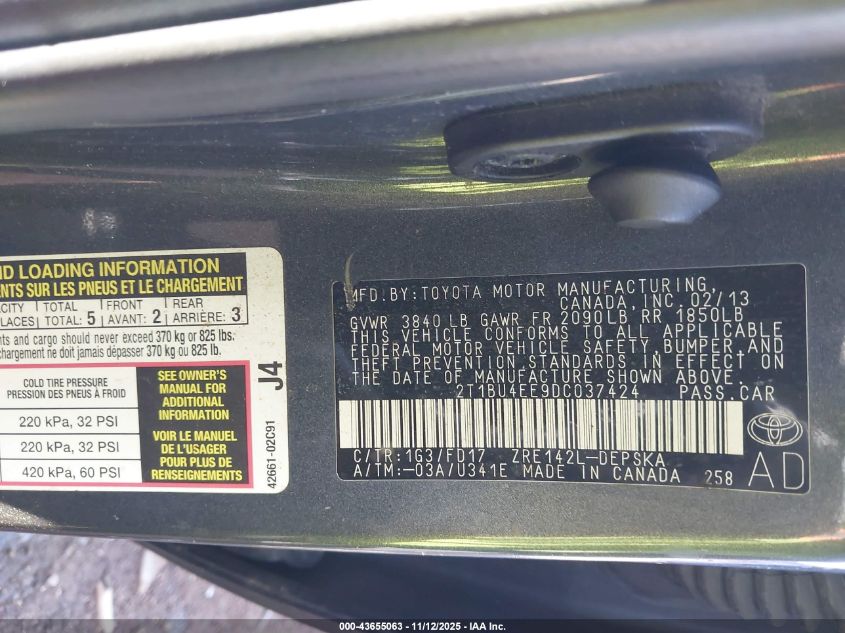 ND LOADING INFORMATION
NTS SUR LES PNEUS ET LE CHARGEMENT
CITY TOTAL FRONT REAR
PLACES TOTAL: 5 AVANT: 2 ARRIÈRE: 3
nts and cargo should never exceed 370 kg or 825 lbs.
chargement ne doit jamais dépasser 370 kg ou 825 lb.
COLD TIRE PRESSURE
PRESSION DES PNEUS À FROID
220 kPa, 32 PSI
220 kPa, 32 PSI
420 kPa, 60 PSI
SEE OWNER'S
MANUAL FOR
ADDITIONAL
INFORMATION
VOIR LE MANUEL
DE L'USAGER
POUR PLUS DE
RENSEIGNEMENTS
J4
42661-02C91
MFD.BY:TOYOTA MOTOR MANUFACTURING,
CANADA,INC.02/13
GVWR 3840LB GAWR FR 2090LB RR 1850LB
THIS VEHICLE CONFORMS TO ALL APPLICABLE
FEDERAL MOTOR VEHICLE SAFETY,BUMPER,AND
THEFT PREVENTION STANDARDS IN EFFECT ON
THE DATE OF MANUFACTURE SHOWN ABOVE.
2T1BU4EE9DC037424 PASS.CAR
C/TR:1G3/FD17 ZRE142L-DEPSKA
A/TM:-03A/U341E MADE IN CANADA 258
AD
000-43655063 - 11/12/2025 - IAA Inc.